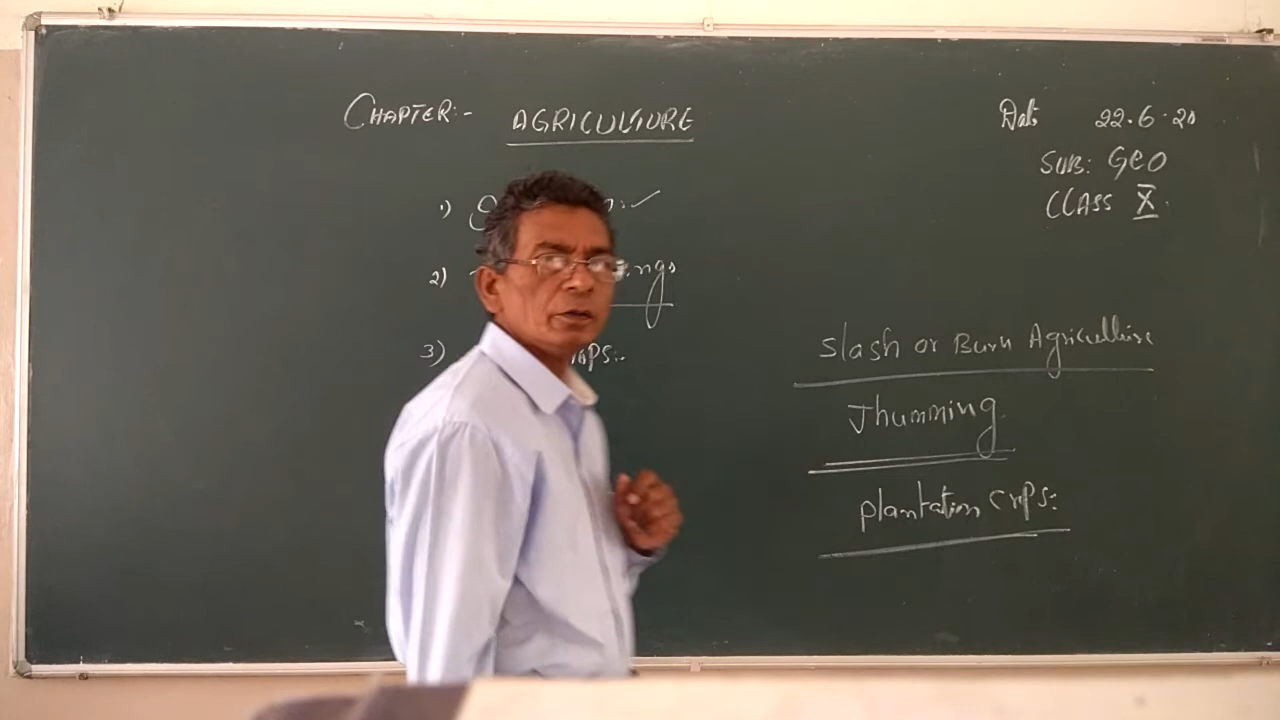 CHAPTER:- AGRICULTURE
Date 22.6.20
SUB: GEO
CLASS X.
1)
2)
3)
Slash or Burn Agriculture
Jhumming
Plantation Crops: